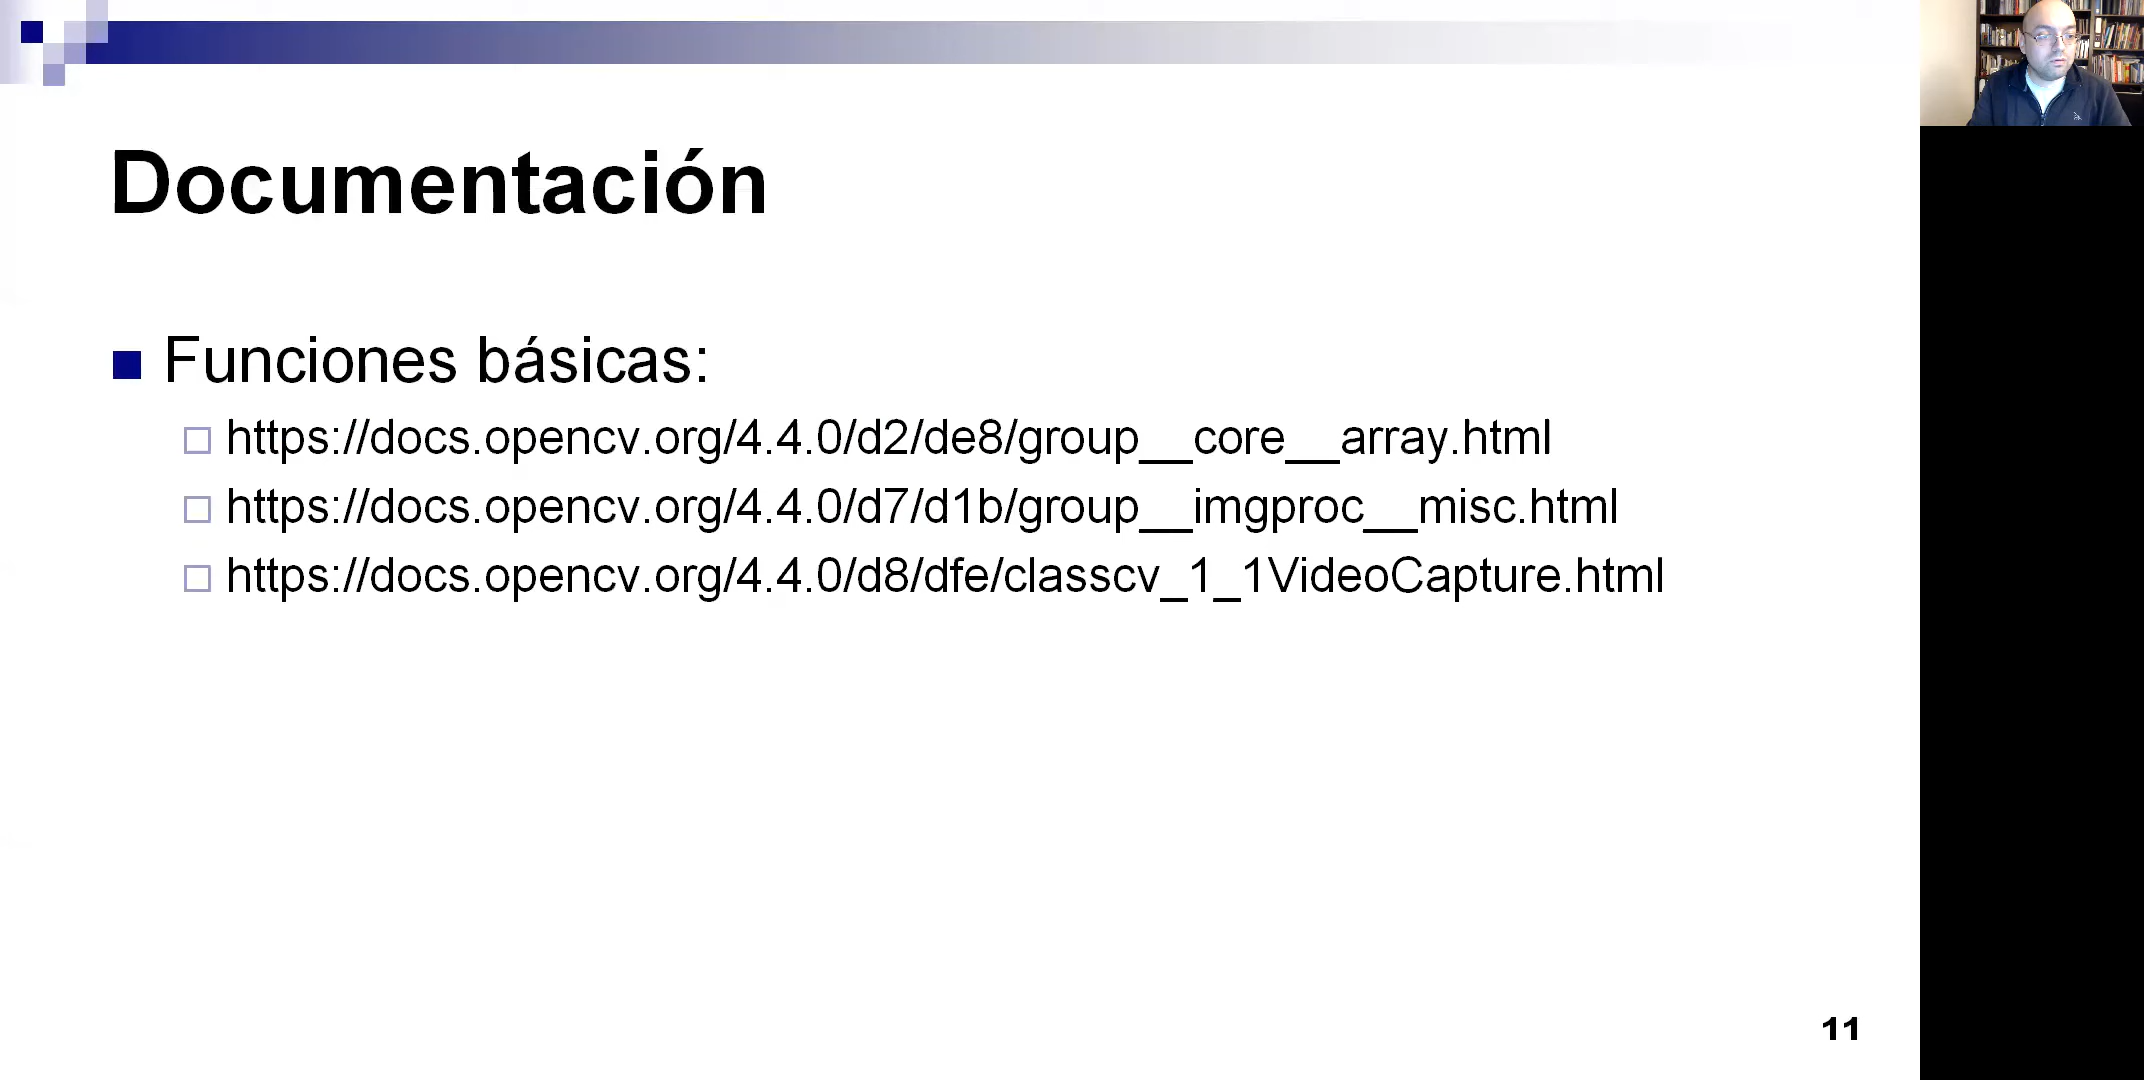 Documentación
Funciones básicas:
https://docs.opencv.org/4.4.0/d2/de8/group__core__array.html
https://docs.opencv.org/4.4.0/d7/d1b/group__imgproc__misc.html
https://docs.opencv.org/4.4.0/d8/dfe/classcv_1_1VideoCapture.html
11